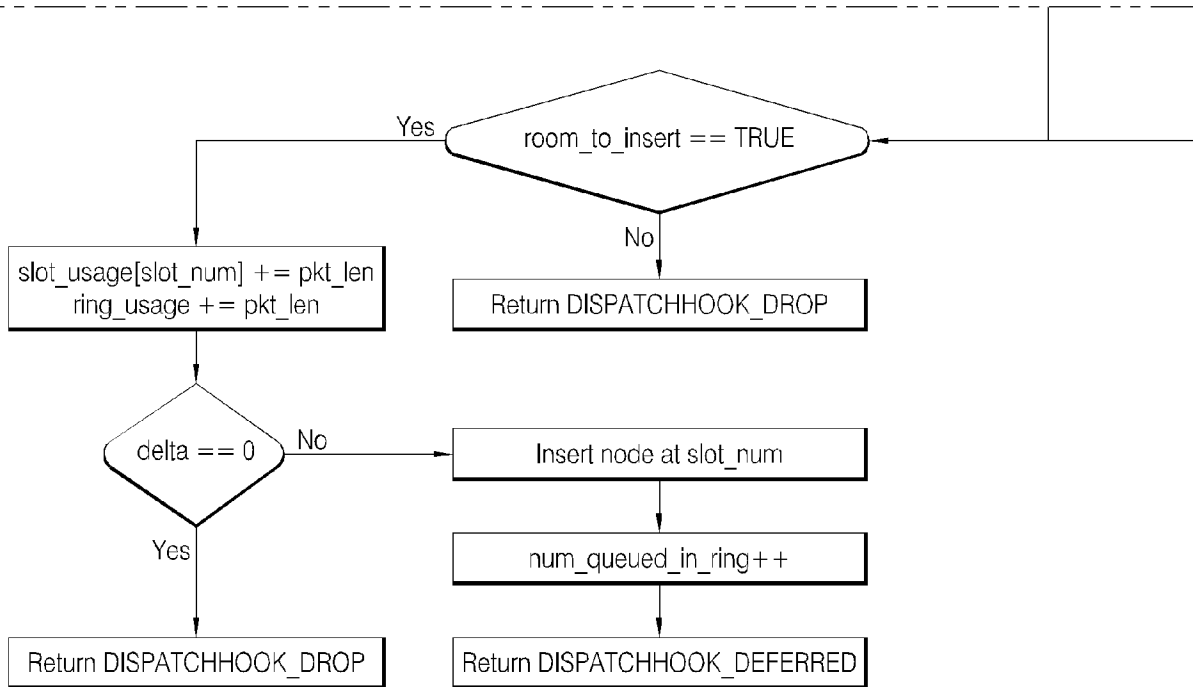 room_to_insert == TRUE
Yes
No
slot_usage[slot_num] += pkt_len
ring_usage += pkt_len
Return DISPATCHHOOK_DROP
delta == 0
No
Insert node at slot_num
Yes
num_queued_in_ring++
Return DISPATCHHOOK_DROP
Return DISPATCHHOOK_DEFERRED